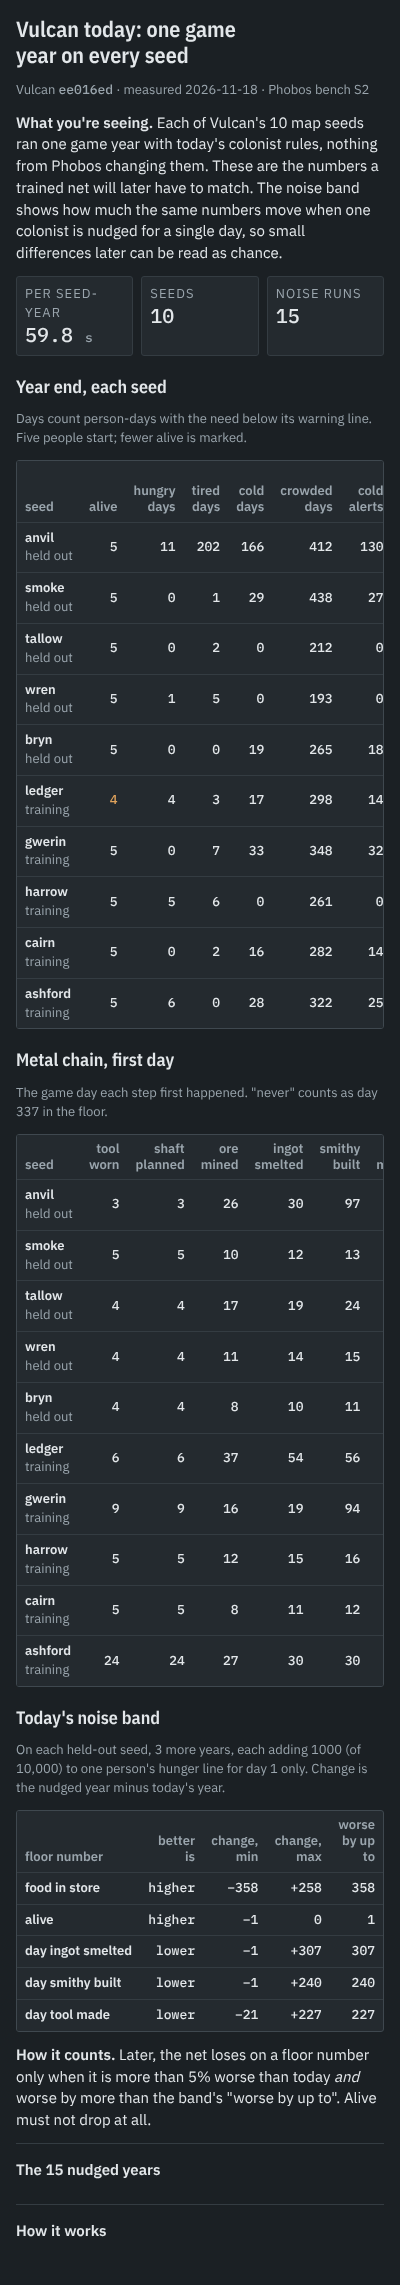 Vulcan today: one game
year on every seed
Vulcan ee016ed · measured 2026-11-18 · Phobos bench S2
What you're seeing. Each of Vulcan's 10 map seeds
ran one game year with today's colonist rules, nothing
from Phobos changing them. These are the numbers a
trained net will later have to match. The noise band
shows how much the same numbers move when one
colonist is nudged for a single day, so small
differences later can be read as chance.
PER SEED-
YEAR
59.8 s
SEEDS
10
NOISE RUNS
15
Year end, each seed
Days count person-days with the need below its warning line.
Five people start; fewer alive is marked.
hungry tired cold crowded cold
seed alive days days days days alerts
anvil
held out 5 11 202 166 412 130
smoke
held out 5 0 1 29 438 27
tallow
held out 5 0 2 0 212 0
wren
held out 5 1 5 0 193 0
bryn
held out 5 0 0 19 265 18
ledger
training 4 4 3 17 298 14
gwerin
training 5 0 7 33 348 32
harrow
training 5 5 6 0 261 0
cairn
training 5 0 2 16 282 14
ashford
training 5 6 0 28 322 25
Metal chain, first day
The game day each step first happened. "never" counts as day
337 in the floor.
tool shaft ore ingot smithy
seed worn planned mined smelted built
anvil
held out 3 3 26 30 97
smoke
held out 5 5 10 12 13
tallow
held out 4 4 17 19 24
wren
held out 4 4 11 14 15
bryn
held out 4 4 8 10 11
ledger
training 6 6 37 54 56
gwerin
training 9 9 16 19 94
harrow
training 5 5 12 15 16
cairn
training 5 5 8 11 12
ashford
training 24 24 27 30 30
Today's noise band
On each held-out seed, 3 more years, each adding 1000 (of
10,000) to one person's hunger line for day 1 only. Change is
the nudged year minus today's year.
worse
better change, change, by up
floor number is min max to
food in store higher −358 +258 358
alive higher −1 0 1
day ingot smelted lower −1 +307 307
day smithy built lower −1 +240 240
day tool made lower −21 +227 227
How it counts. Later, the net loses on a floor number
only when it is more than 5% worse than today and
worse by more than the band's "worse by up to". Alive
must not drop at all.
The 15 nudged years
How it works